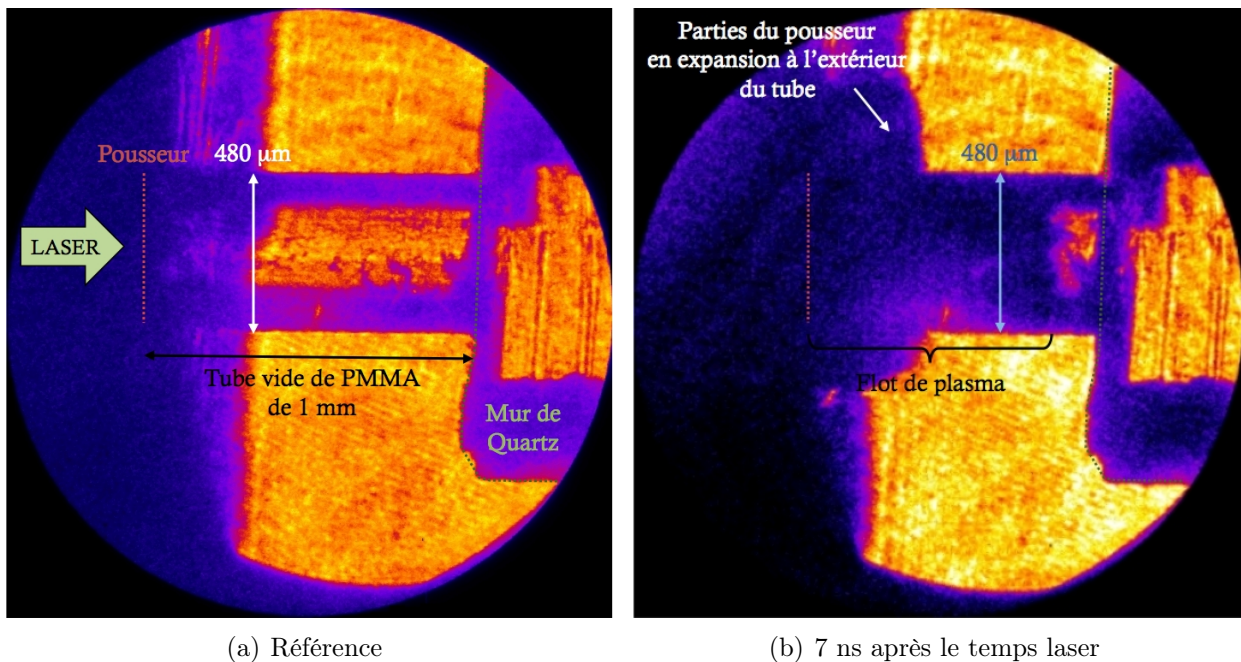 Pousseur
480 µm
LASER
Tube vide de PMMA
de 1 mm
Mur de
Quartz
(a) Référence
Parties du pousseur
en expansion à l'extérieur
du tube
480 µm
Flot de plasma
(b) 7 ns après le temps laser